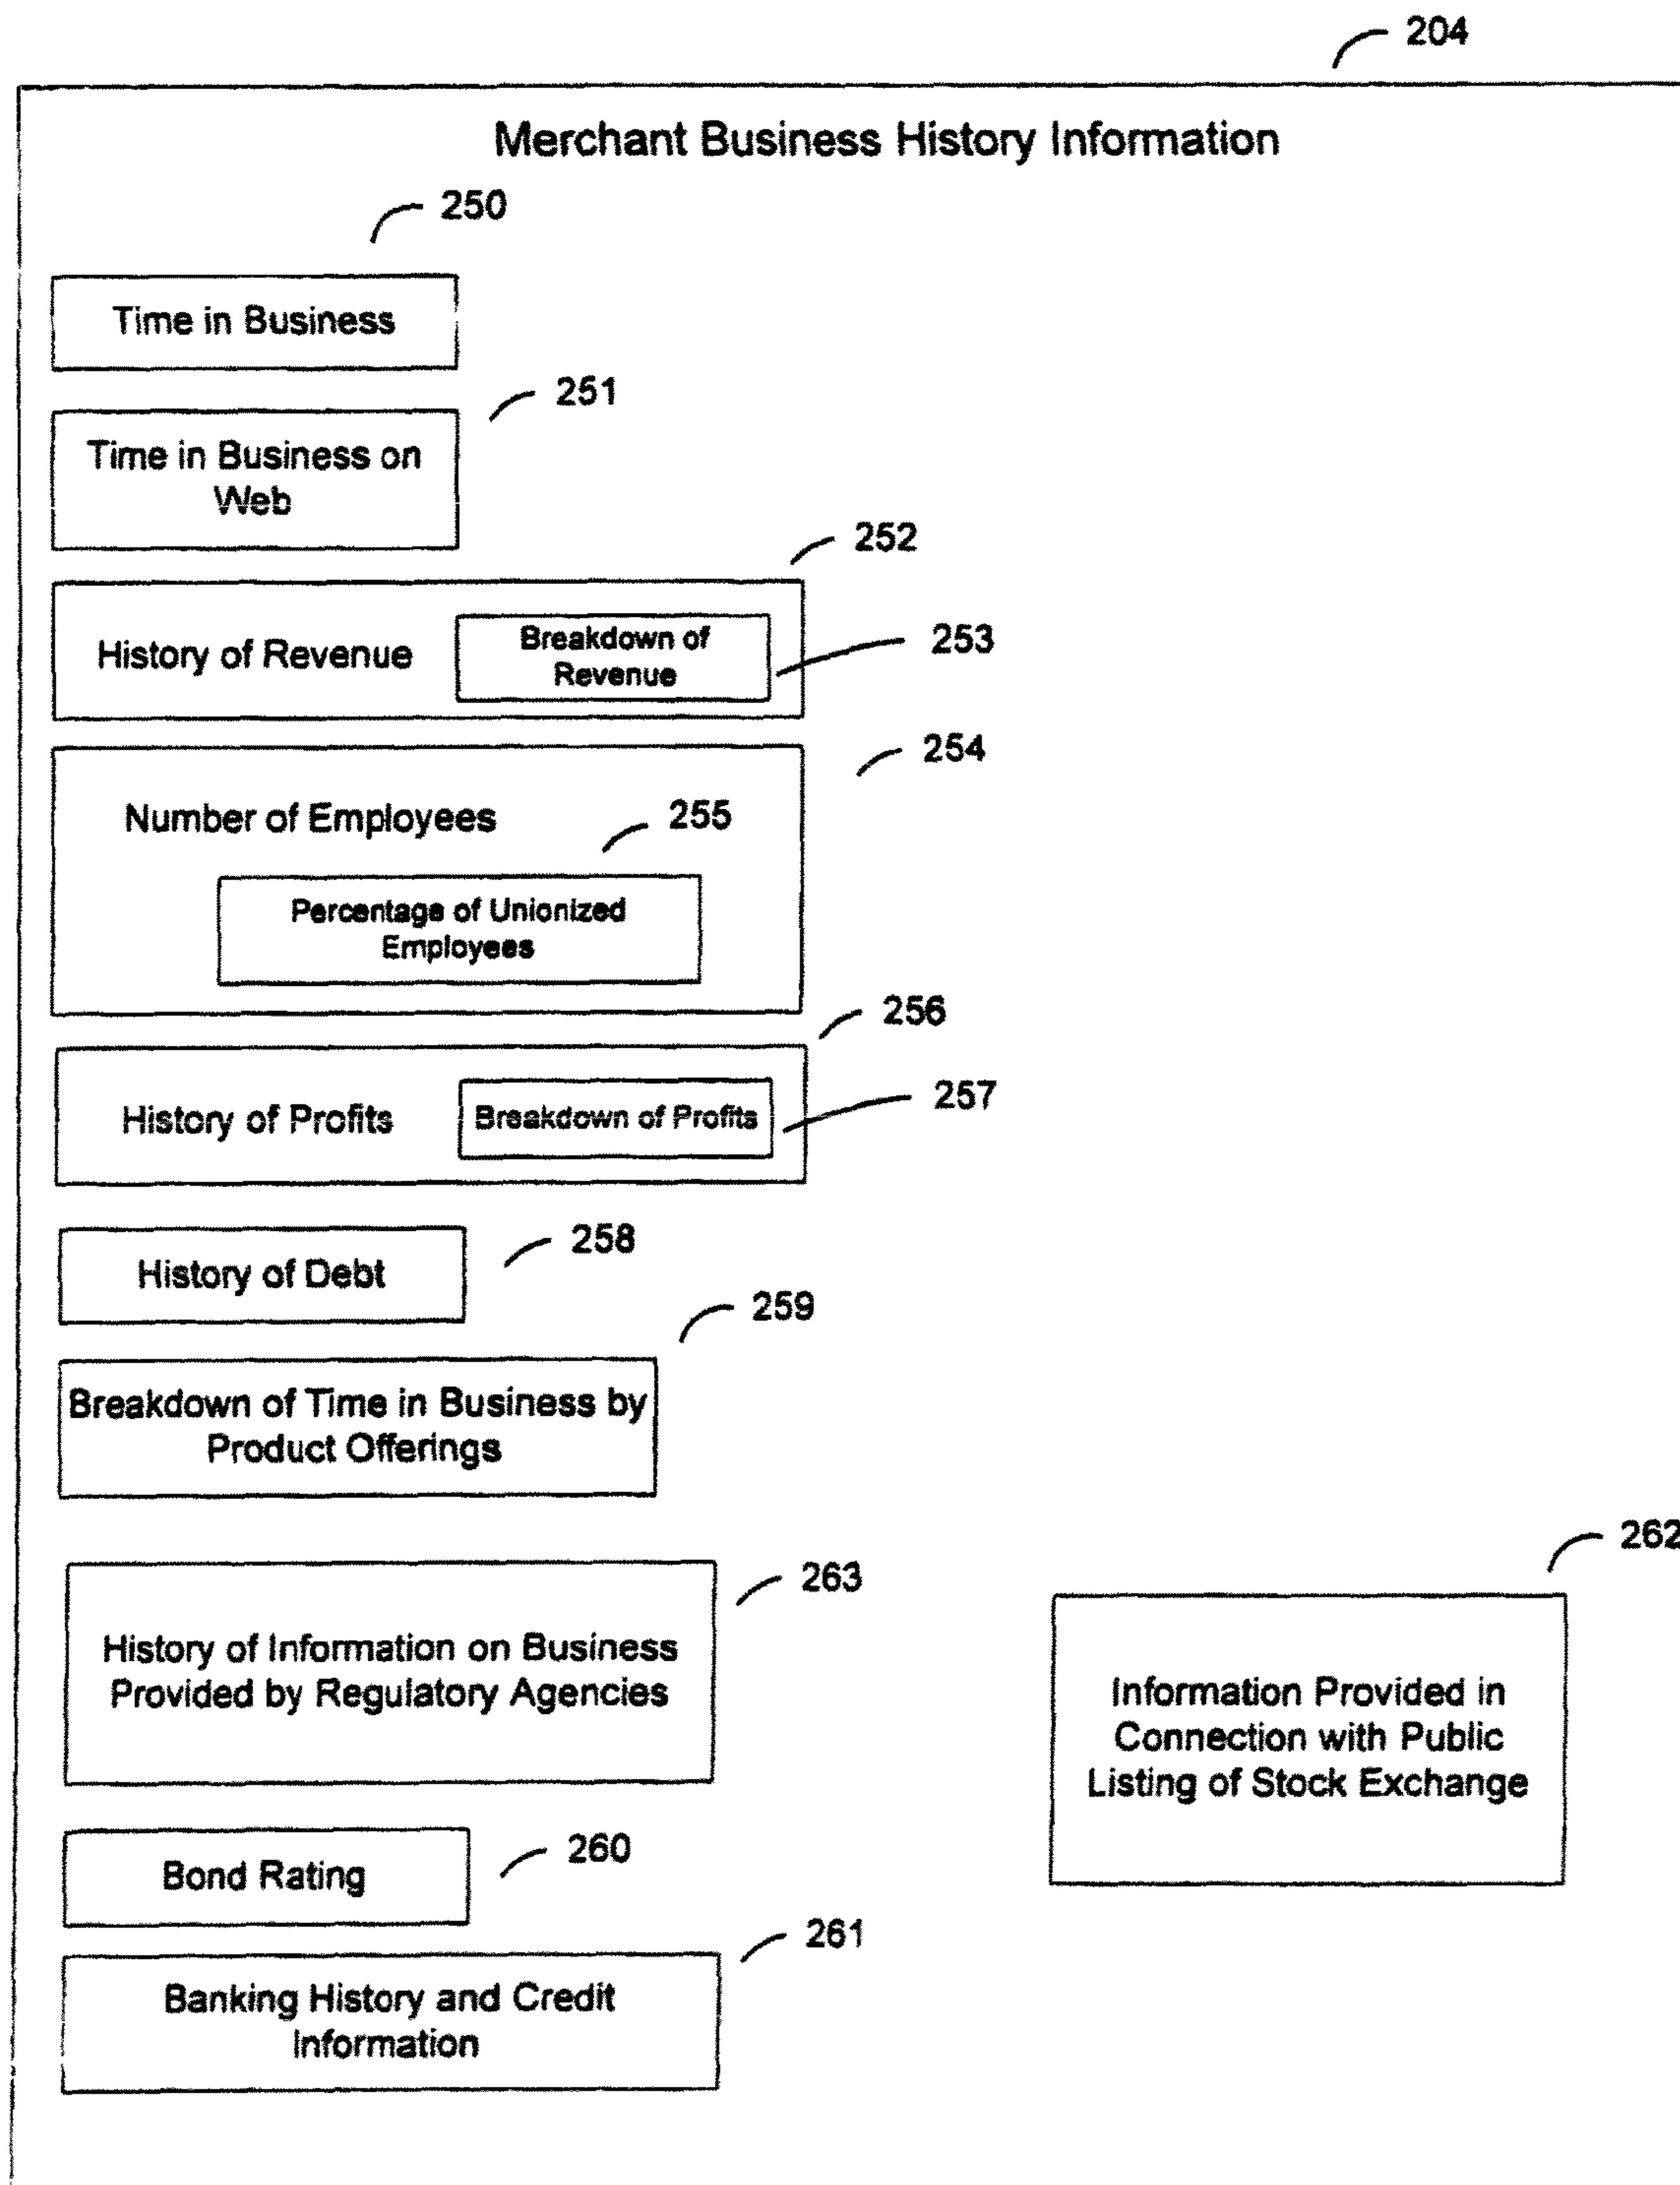 204
Merchant Business History Information
250
Time in Business
251
Time in Business on
Web
252
History of Revenue
Breakdown of
Revenue
253
254
Number of Employees
255
Percentage of Unionized
Employees
256
History of Profits
Breakdown of Profits
257
258
History of Debt
259
Breakdown of Time in Business by
Product Offerings
262
263
History of Information on Business
Provided by Regulatory Agencies
Information Provided in
Connection with Public
Listing of Stock Exchange
260
Bond Rating
261
Banking History and Credit
Information